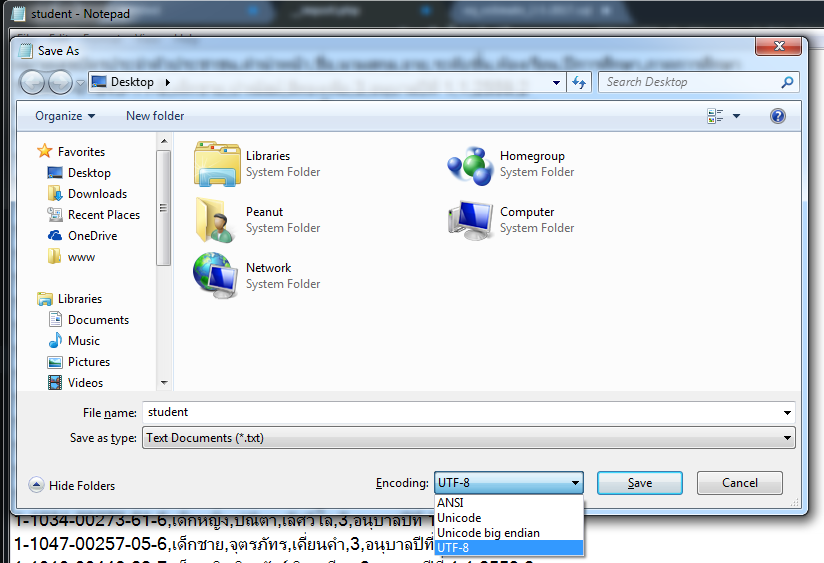 student - Notepad
Save As
Desktop
Search Desktop
Organize
New folder
Favorites
Desktop
Downloads
Recent Places
OneDrive
www
Libraries
Documents
Music
Pictures
Videos
Libraries
System Folder
Homegroup
System Folder
Peanut
System Folder
Computer
System Folder
Network
System Folder
File name: student
Save as type: Text Documents (*.txt)
Hide Folders
Encoding: UTF-8
Save
Cancel
ANSI
Unicode
Unicode big endian
UTF-8
1-1034-00273-61-6,เด็กหญิง,ปณิตา,เลิศวิไล,3,อนุบาลปีที่ 1
1-1047-00257-05-6,เด็กชาย,จุตรภัทร,เคี่ยนคำ,3,อนุบาลปีที่